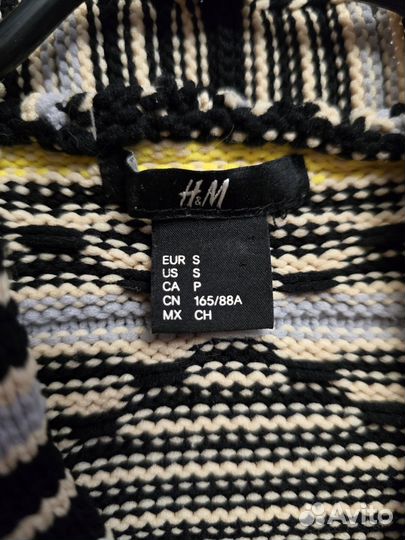 H&M
EUR S
US S
CA P
CN 165/88A
MX CH
Avito